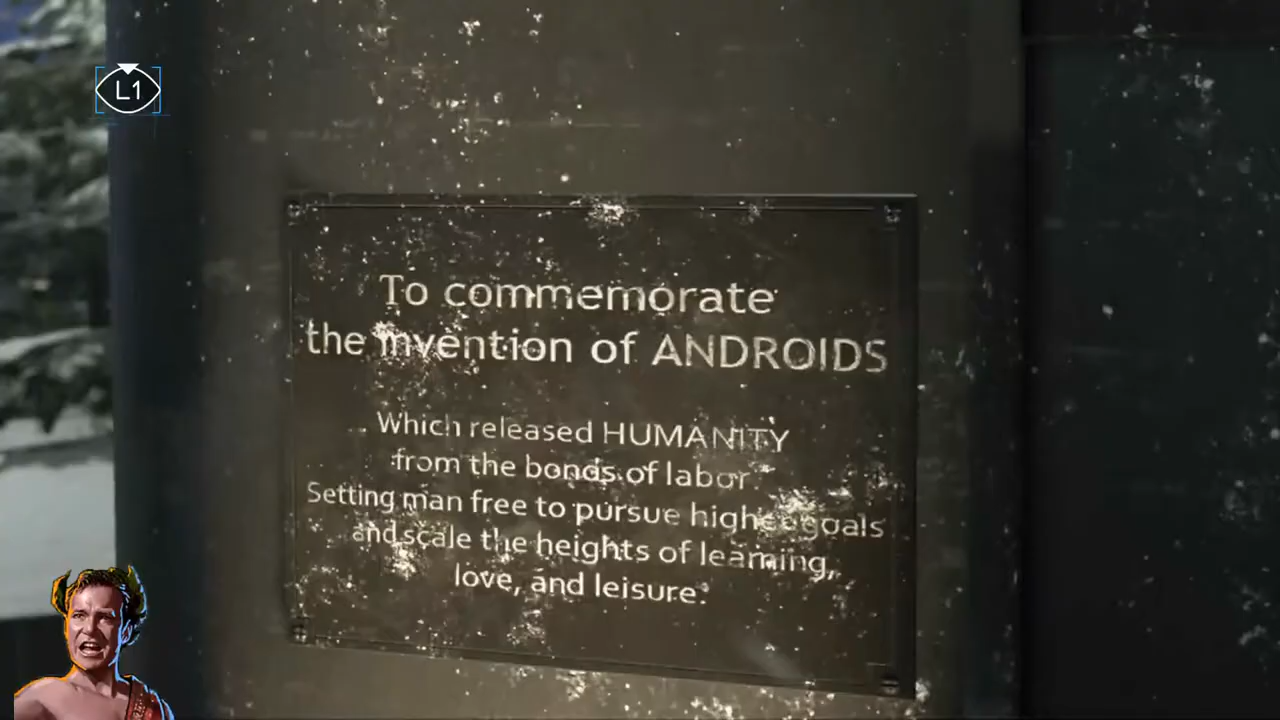 L1
To commemorate
the invention of ANDROIDS
Which released HUMANITY
from the bonds of labor.
Setting man free to pursue higher goals
and scale the heights of learning,
love, and leisure.